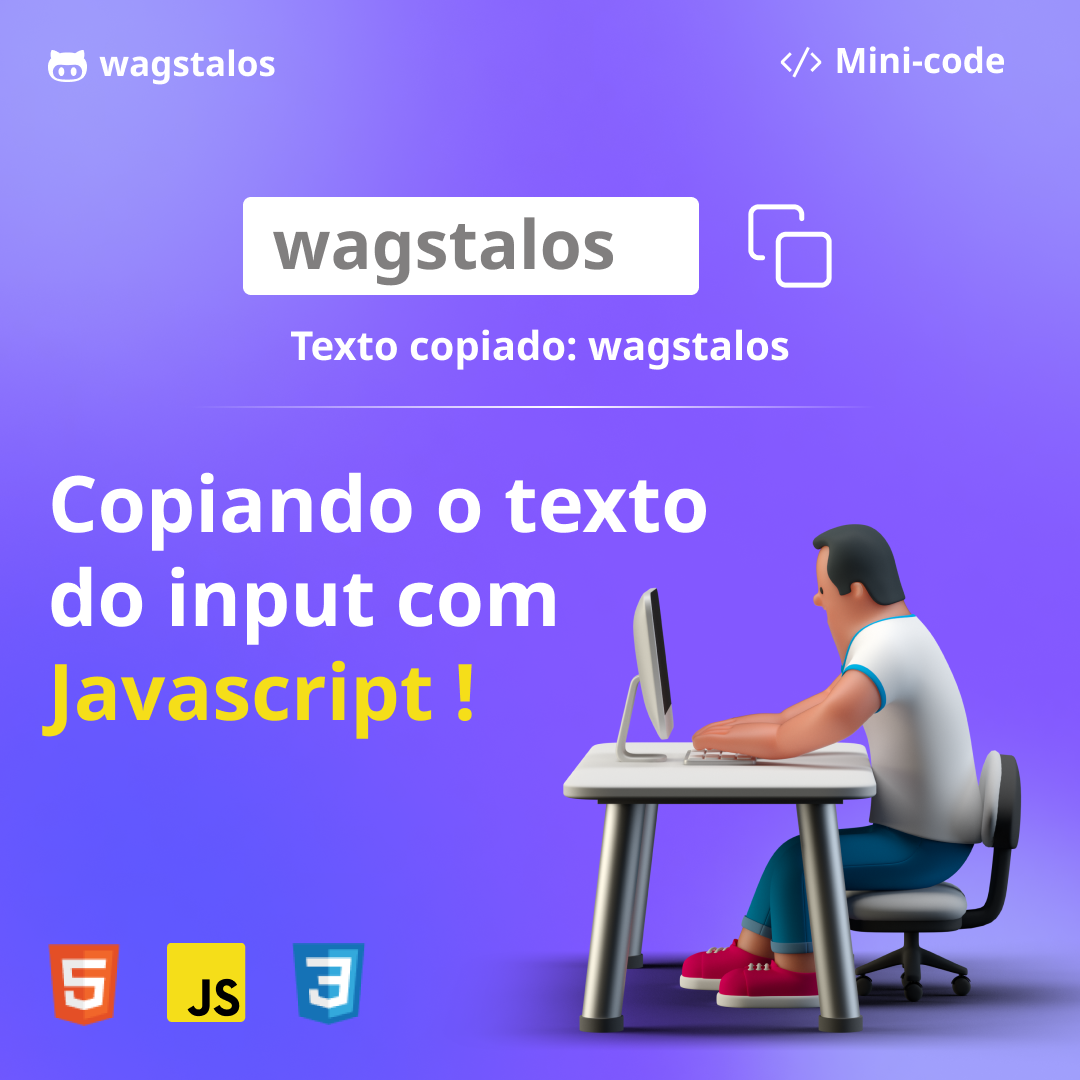 wagstalos
</> Mini-code
wagstalos
Texto copiado: wagstalos
Copiando o texto
do input com
Javascript !
5
JS
3